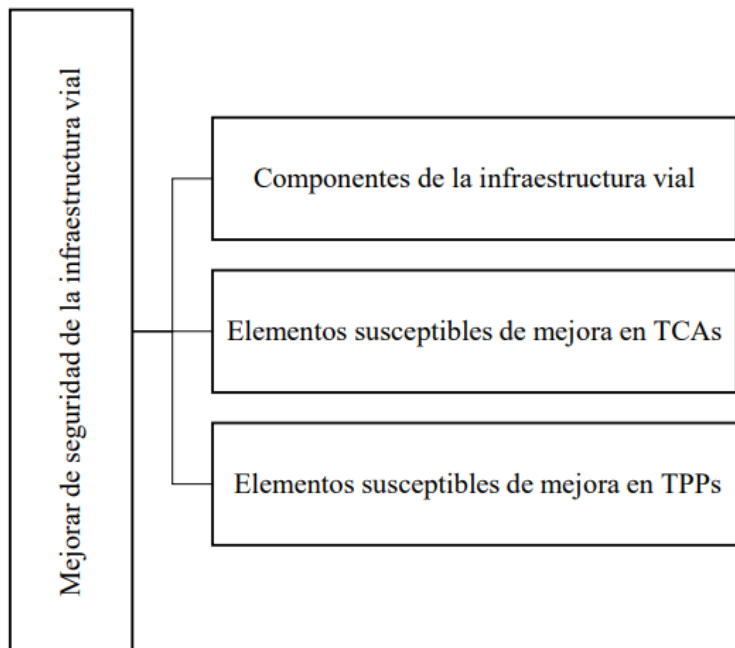 Mejorar de seguridad de la infraestructura vial
Componentes de la infraestructura vial
Elementos susceptibles de mejora en TCAs
Elementos susceptibles de mejora en TPPs